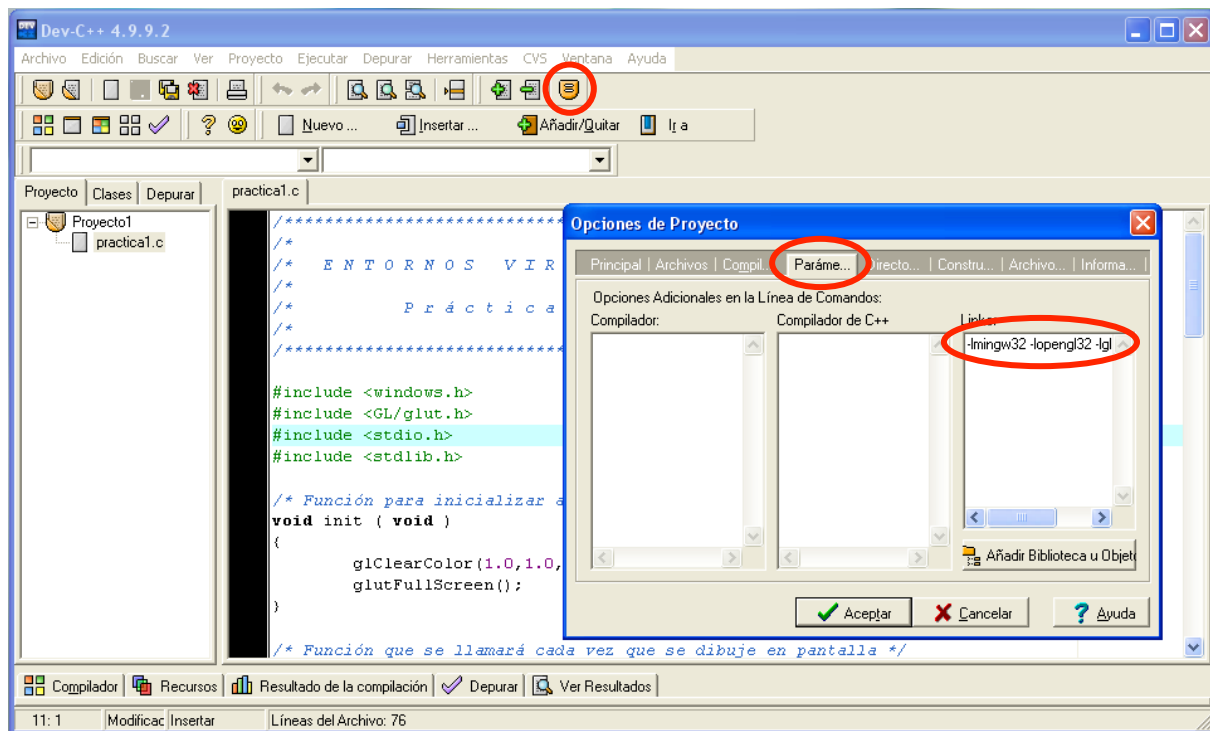 Dev-C++ 4.9.9.2
Archivo Edición Buscar Ver Proyecto Ejecutar Depurar Herramientas CVS Ventana Ayuda
Nuevo ... Insertar ... Añadir/Quitar Ir a
Proyecto Clases Depurar practica1.c
Proyecto1
practica1.c
/**********************
/*
/* E N T O R N O S V I R
/*
/* P r á c t i c a
/*
/**********************
#include <windows.h>
#include <GL/glut.h>
#include <stdio.h>
#include <stdlib.h>
/* Función para inicializar a
void init ( void )
{
glClearColor(1.0,1.0,
glutFullScreen();
}
/* Función que se llamará cada vez que se dibuje en pantalla */
Opciones de Proyecto
Principal | Archivos | Compil... Paráme... Directo... | Constru... | Archivo... | Informa... |
Opciones Adicionales en la Línea de Comandos:
Compilador: Compilador de C++ Linker
-lmingw32 -lopengl32 -lgl
Añadir Biblioteca u Objeto
Aceptar Cancelar Ayuda
Compilador Recursos Resultado de la compilación Depurar Ver Resultados
11: 1 Modificac Insertar Líneas del Archivo: 76